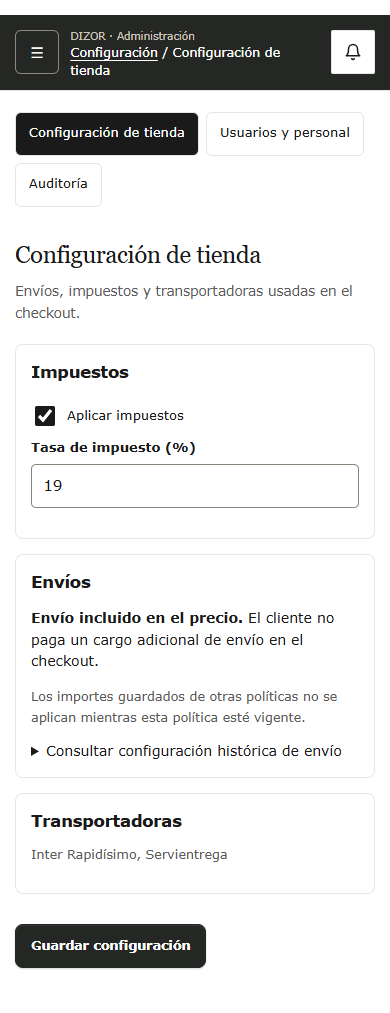 DIZOR · Administración
Configuración / Configuración de
tienda
Configuración de tienda
Usuarios y personal
Auditoría
Configuración de tienda
Envíos, impuestos y transportadoras usadas en el
checkout.
Impuestos
Aplicar impuestos
Tasa de impuesto (%)
19
Envíos
Envío incluido en el precio. El cliente no
paga un cargo adicional de envío en el
checkout.
Los importes guardados de otras políticas no se
aplican mientras esta política esté vigente.
Consultar configuración histórica de envío
Transportadoras
Inter Rapidísimo, Servientrega
Guardar configuración